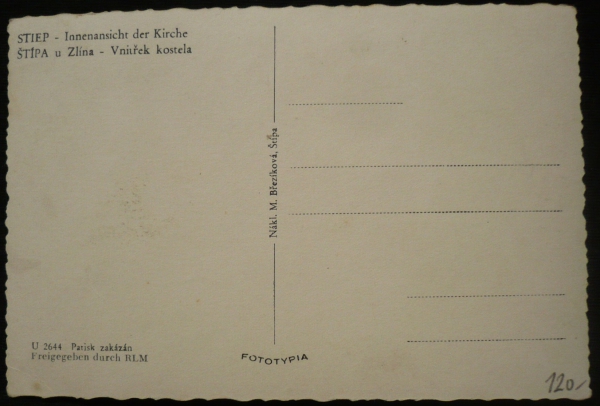 STIEP - Innenansicht der Kirche
ŠTÍPA u Zlína - Vnitřek kostela
Nákl. M. Březíková, Štípa
U 2644 Patisk zakázán
Freigegeben durch RLM
FOTOTYPIA
120,-